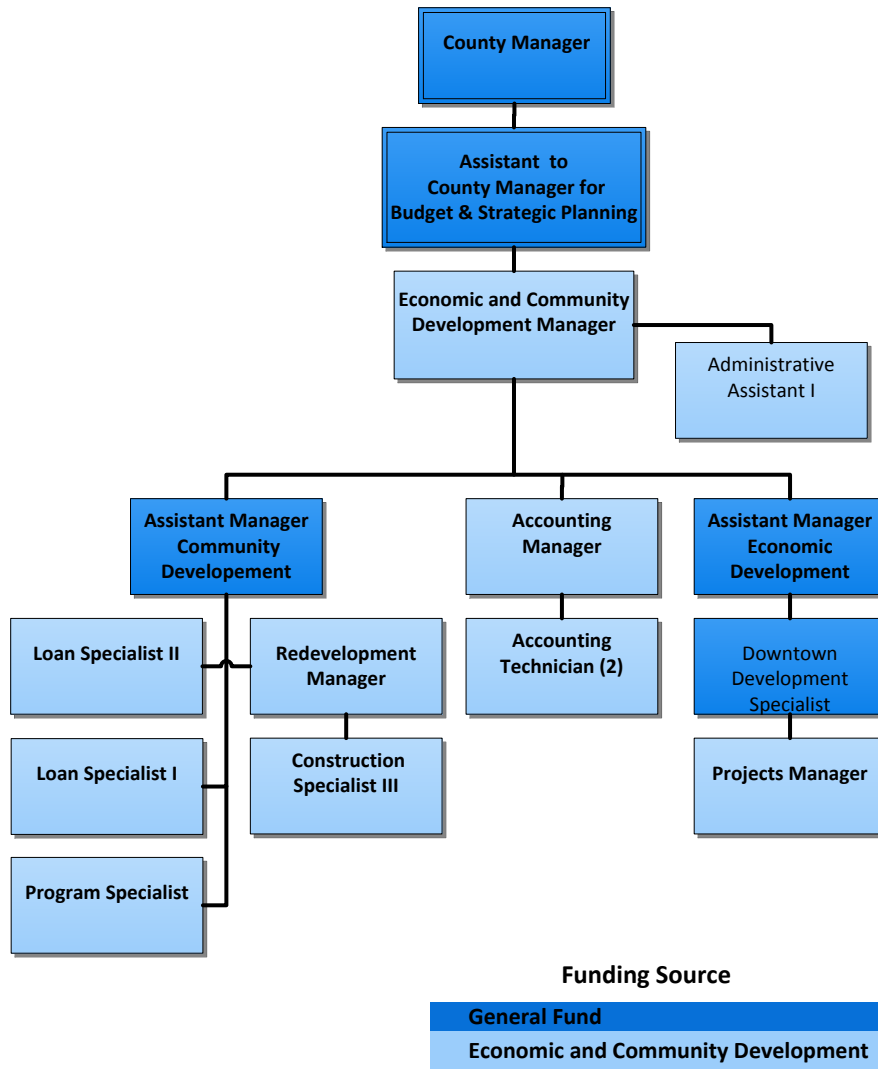 County Manager
Assistant to
County Manager for
Budget & Strategic Planning
Economic and Community
Development Manager
Administrative
Assistant I
Assistant Manager
Community
Developement
Accounting
Manager
Assistant Manager
Economic
Development
Loan Specialist II
Redevelopment
Manager
Accounting
Technician (2)
Downtown
Development
Specialist
Loan Specialist I
Construction
Specialist III
Projects Manager
Program Specialist
Funding Source
General Fund
Economic and Community Development